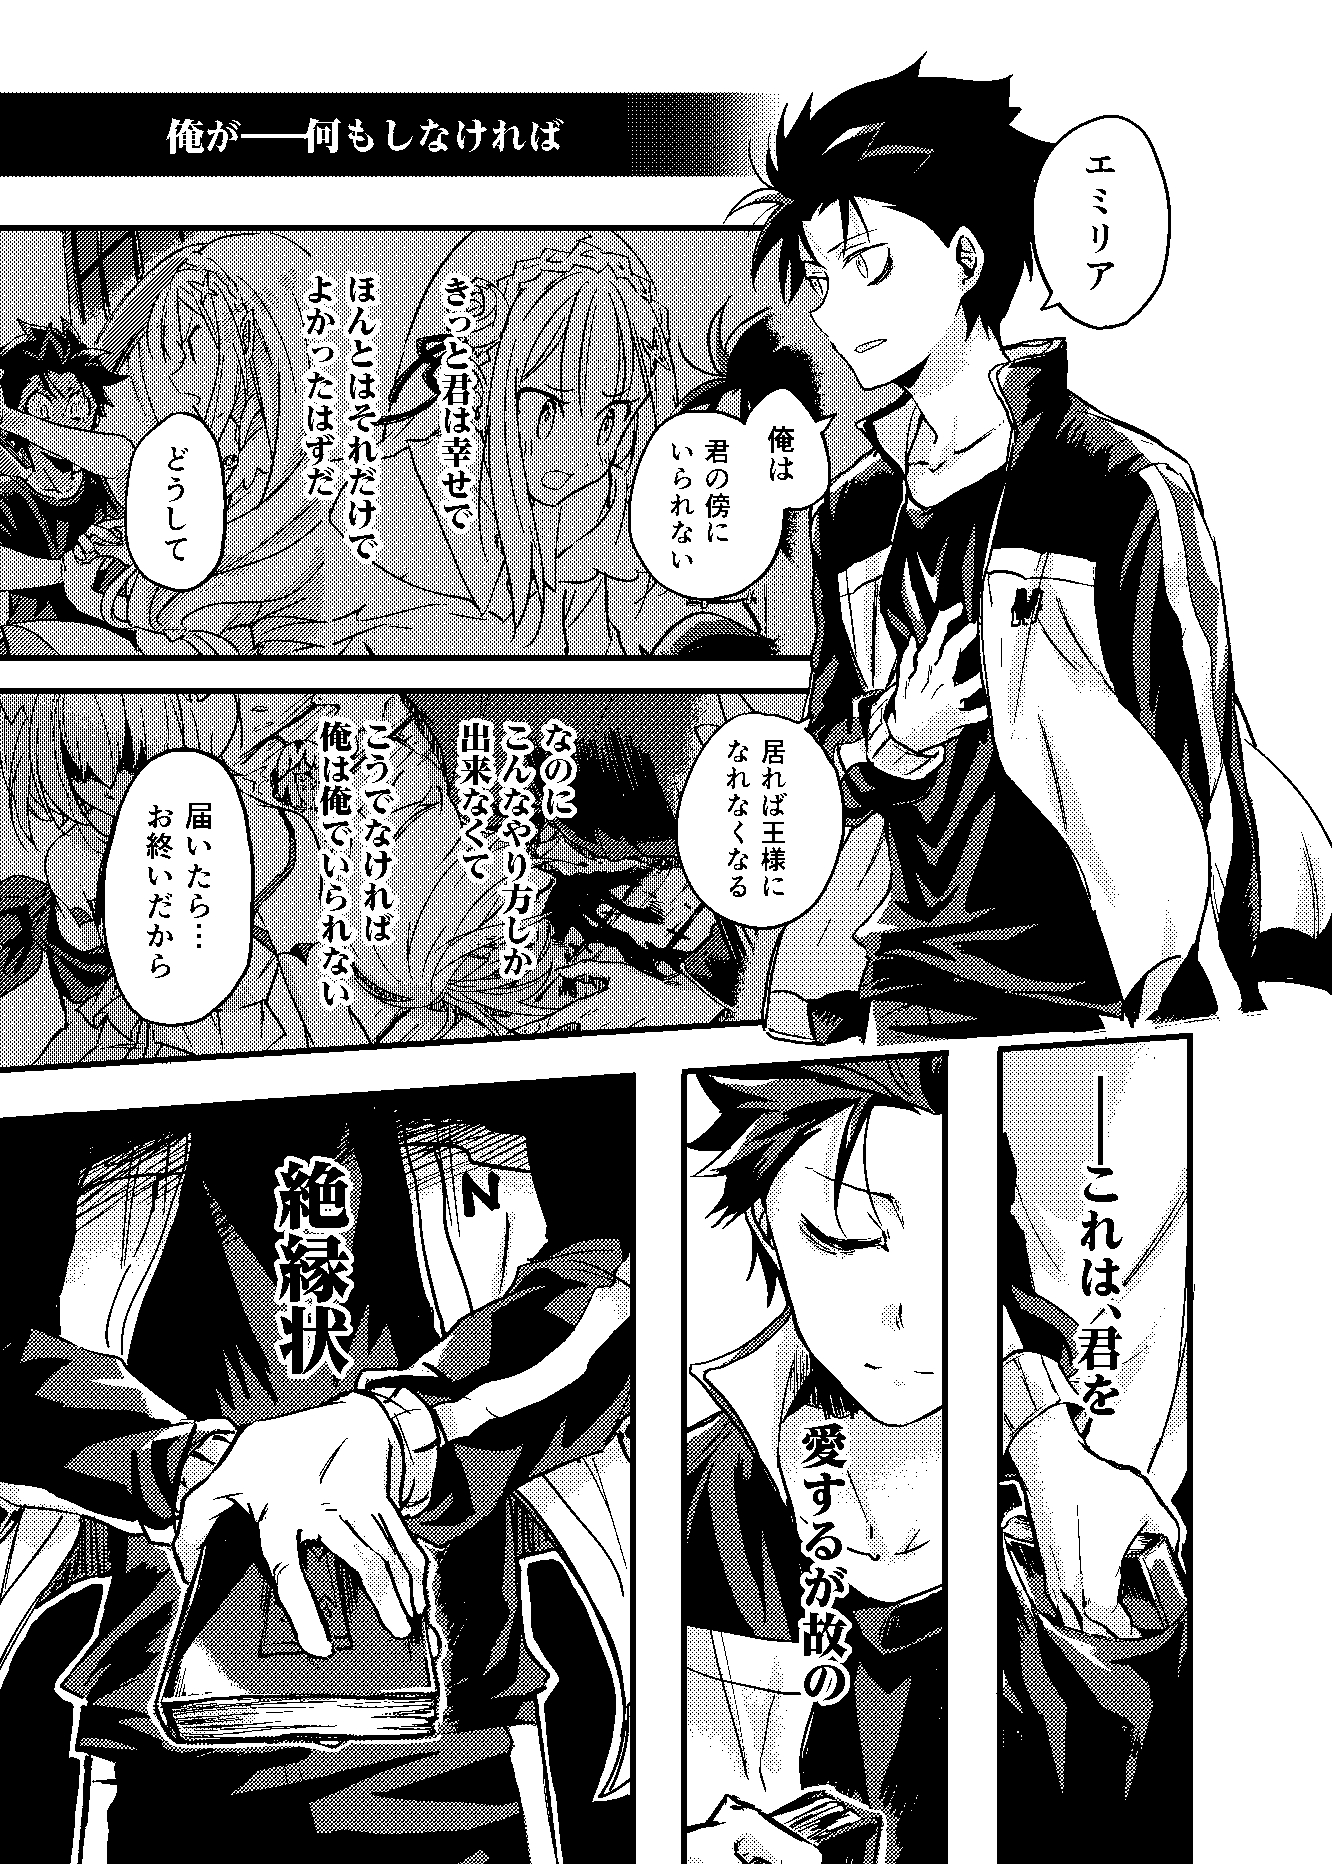 エミリア
俺が――何もしなければ
俺は
君の傍に
いられない
きっと君は幸せで
ほんとはそれだけで
よかったはずだ
どうして
居れば王様に
なれなくなる
なのに
こんなやり方しか
出来なくて
こうでなければ
俺は俺でいられない
届いたら…
お終いだから
――これは、君を
愛するが故の
絶縁状
N
N